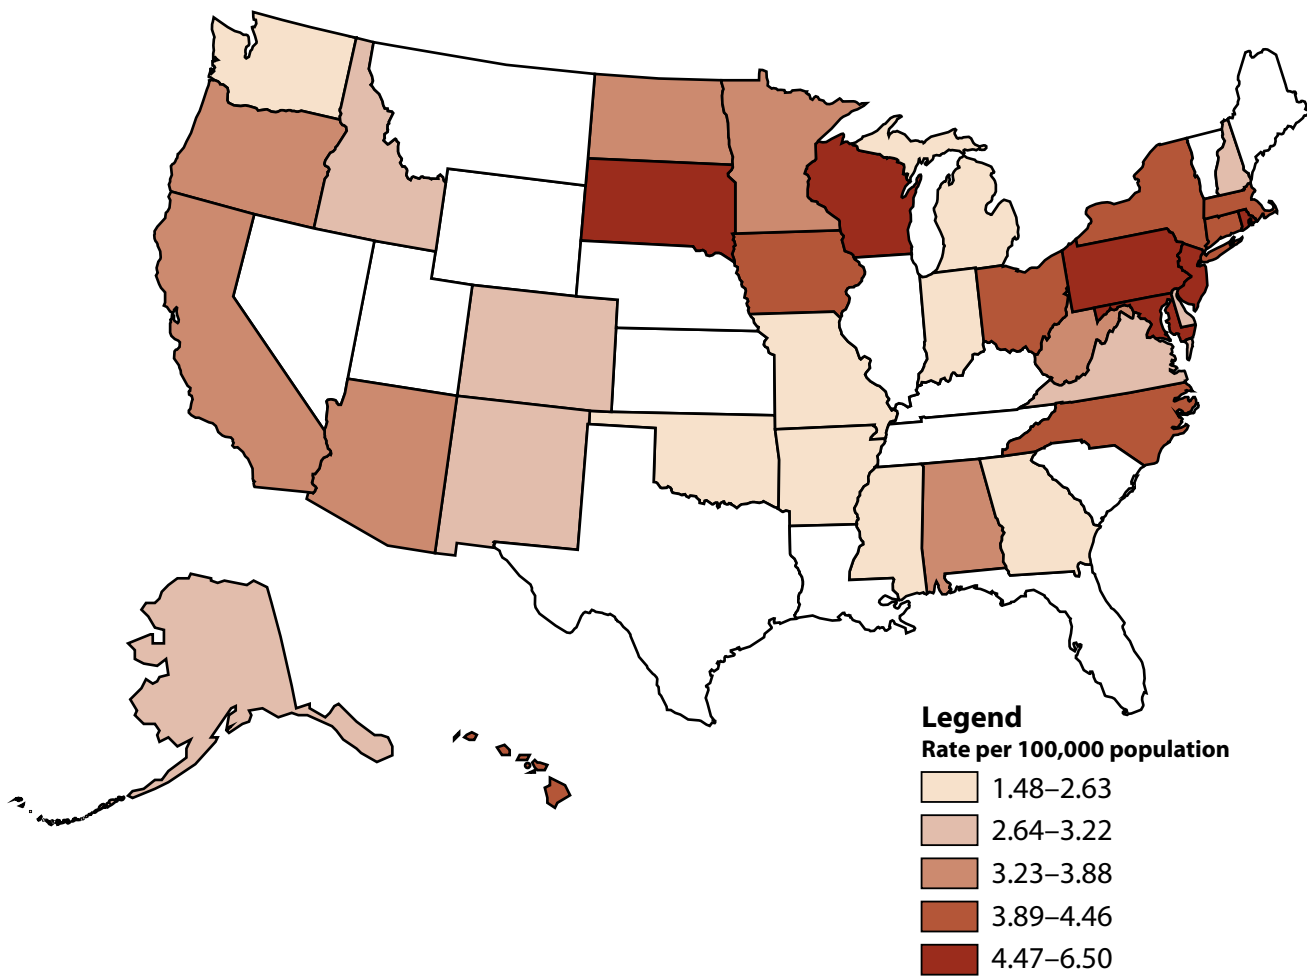 Legend
Rate per 100,000 population
1.48–2.63
2.64–3.22
3.23–3.88
3.89–4.46
4.47–6.50